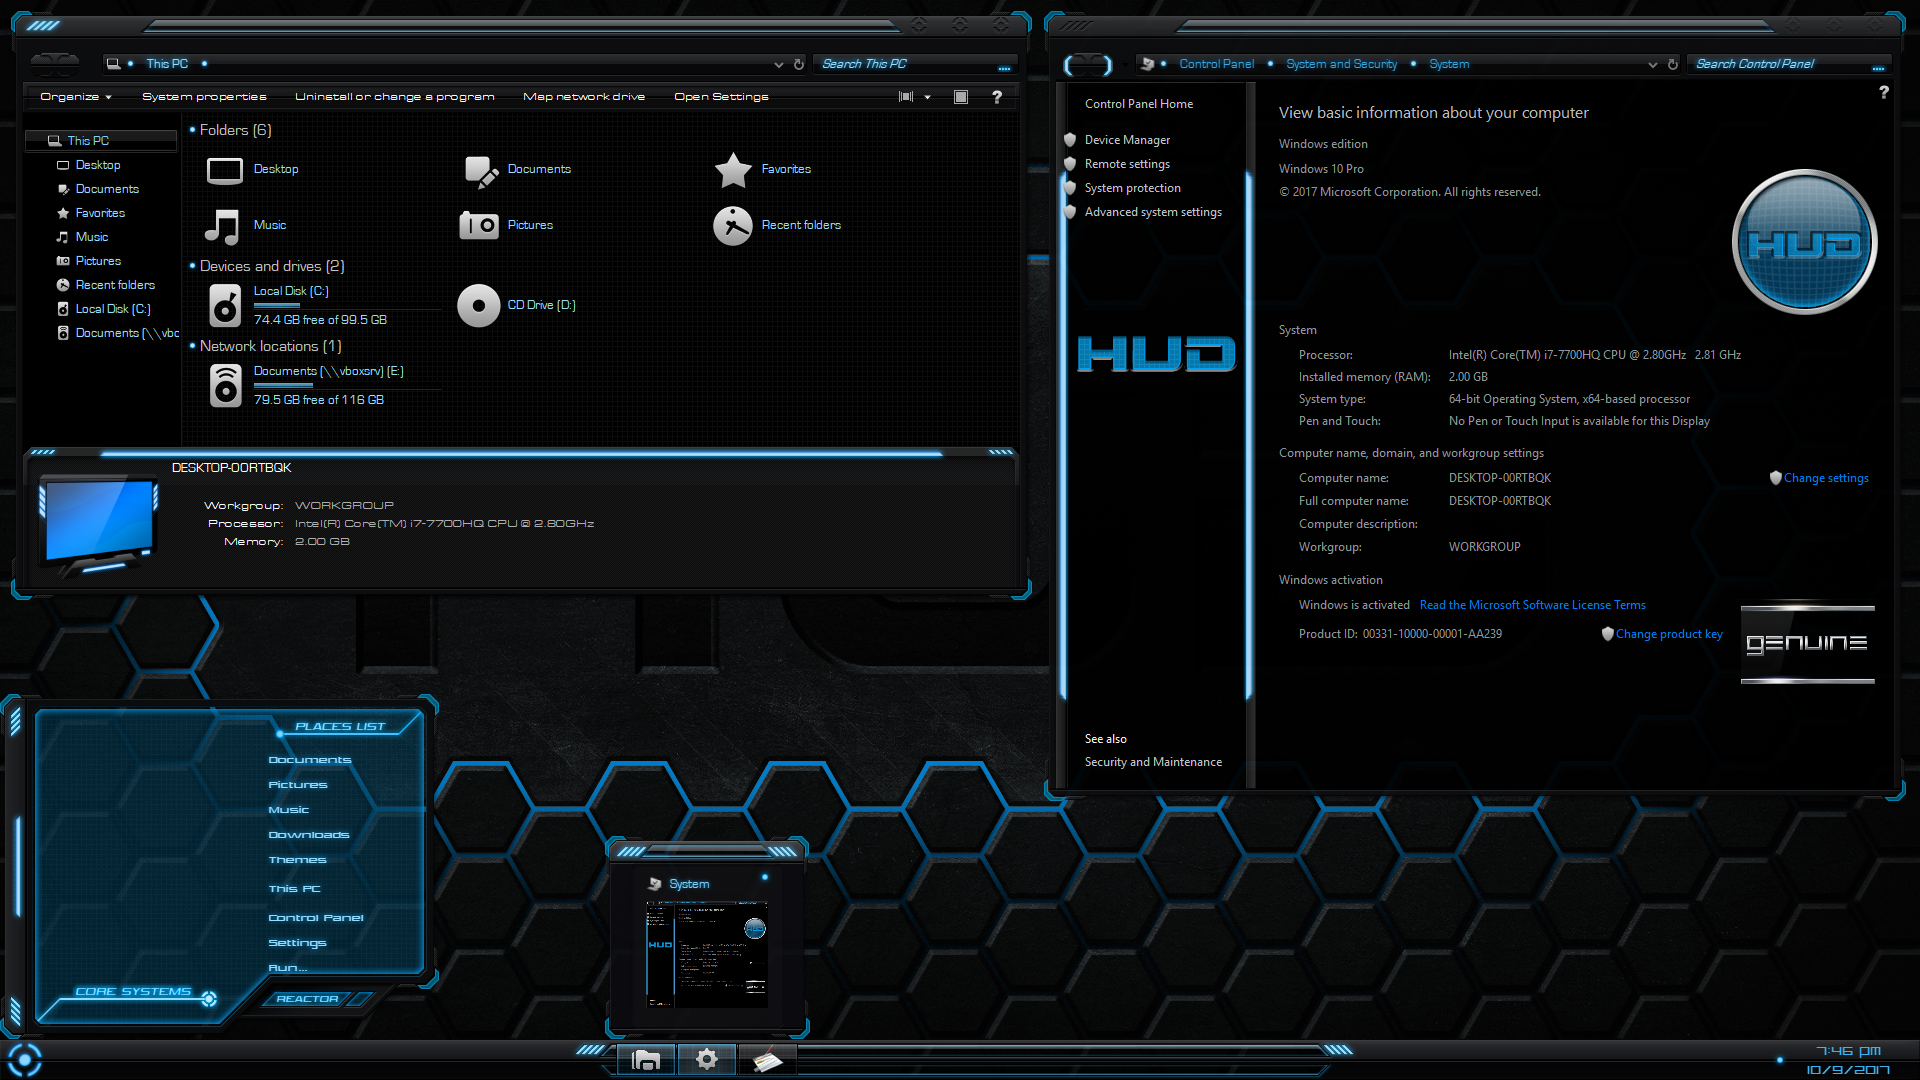 This PC
Search This PC
Organize
System properties
Uninstall or change a program
Map network drive
Open Settings
?
This PC
Desktop
Documents
Favorites
Music
Pictures
Recent folders
Local Disk (C:)
Documents (\\vbo
Folders (6)
Desktop
Documents
Favorites
Music
Pictures
Recent folders
Devices and drives (2)
Local Disk (C:)
74.4 GB free of 99.5 GB
CD Drive (D:)
Network locations (1)
Documents (\\vboxsrv) (E:)
79.5 GB free of 116 GB
DESKTOP-00RTBQK
Workgroup: WORKGROUP
Processor: Intel(R) Core(TM) i7-7700HQ CPU @ 2.80GHz
Memory: 2.00 GB
Control Panel
System and Security
System
Search Control Panel
?
Control Panel Home
Device Manager
Remote settings
System protection
Advanced system settings
HUD
See also
Security and Maintenance
View basic information about your computer
Windows edition
Windows 10 Pro
© 2017 Microsoft Corporation. All rights reserved.
HUD
System
Processor: Intel(R) Core(TM) i7-7700HQ CPU @ 2.80GHz 2.81 GHz
Installed memory (RAM): 2.00 GB
System type: 64-bit Operating System, x64-based processor
Pen and Touch: No Pen or Touch Input is available for this Display
Computer name, domain, and workgroup settings
Computer name: DESKTOP-00RTBQK
Change settings
Full computer name: DESKTOP-00RTBQK
Computer description:
Workgroup: WORKGROUP
Windows activation
Windows is activated Read the Microsoft Software License Terms
Product ID: 00331-10000-00001-AA239
Change product key
GENUINE
PLACES LIST
Documents
Pictures
Music
Downloads
Themes
This PC
Control Panel
Settings
Run...
CORE SYSTEMS
REACTOR
System
HUD
HUD
7:46 PM
10/9/2017